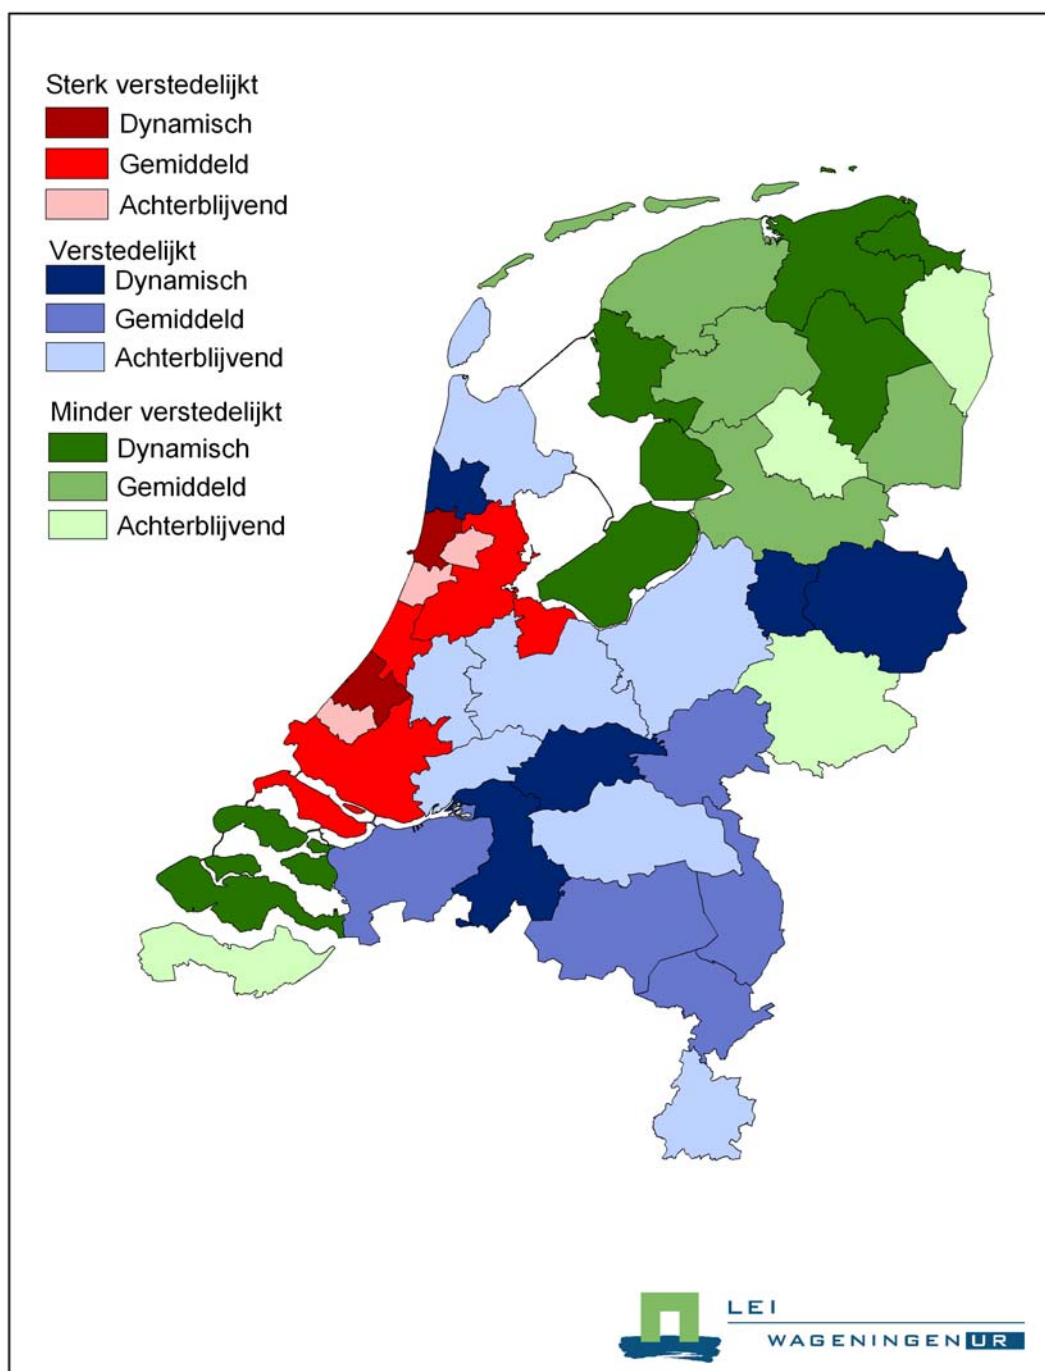 Sterk verstedelijkt
Dynamisch
Gemiddeld
Achterblijvend
Verstedelijkt
Dynamisch
Gemiddeld
Achterblijvend
Minder verstedelijkt
Dynamisch
Gemiddeld
Achterblijvend
LEI
WAGENINGEN UR